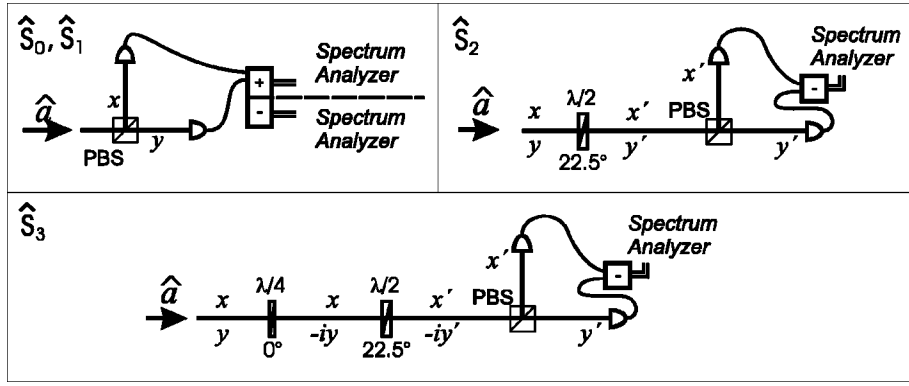 Ŝ₀, Ŝ₁
x
â
y
PBS
+
-
Spectrum
Analyzer
Spectrum
Analyzer
Ŝ₂
â
x
y
λ/2
22.5°
x´
y´
PBS
x´
y´
-
Spectrum
Analyzer
Ŝ₃
â
x
y
λ/4
0°
x
-iy
λ/2
22.5°
x´
-iy´
PBS
x´
y´
-
Spectrum
Analyzer